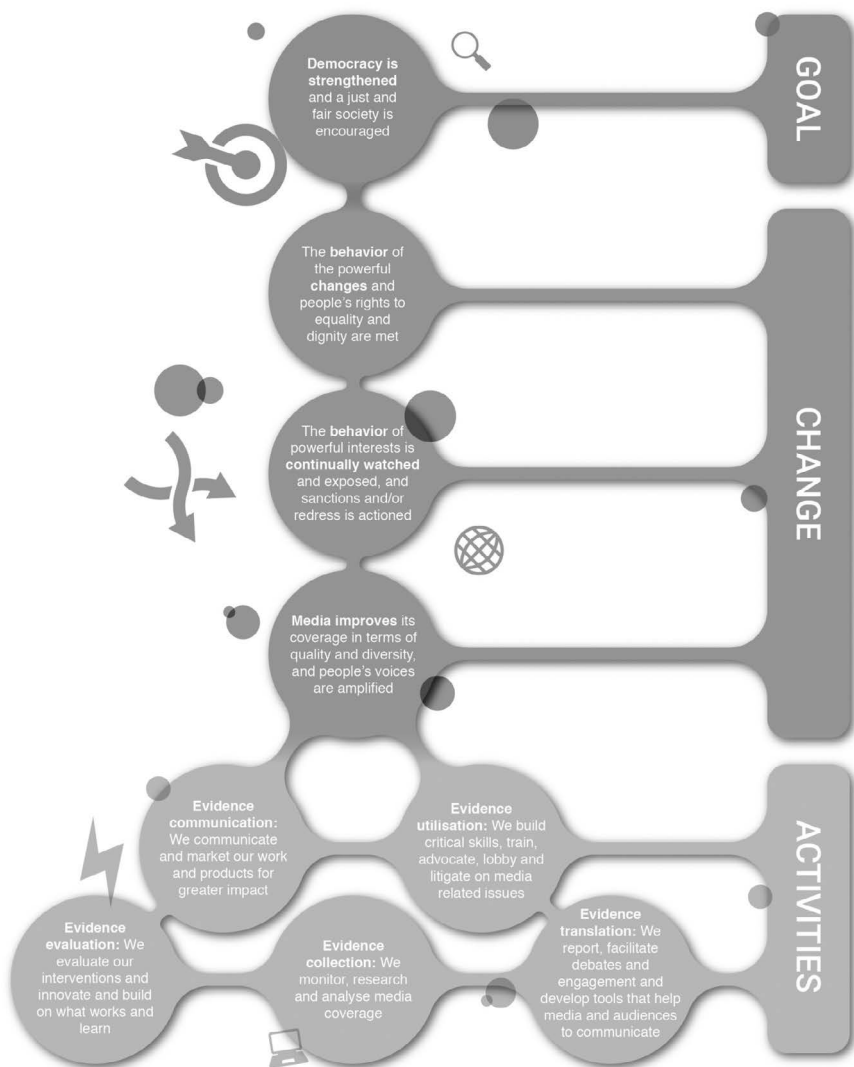 Democracy is
strengthened
and a just and
fair society is
encouraged
GOAL
The behavior of
the powerful
changes and
people's rights to
equality and
dignity are met
The behavior of
powerful interests is
continually watched
and exposed, and
sanctions and/or
redress is actioned
Media improves its
coverage in terms of
quality and diversity,
and people's voices
are amplified
CHANGE
Evidence
communication:
We communicate
and market our work
and products for
greater impact
Evidence
utilisation: We build
critical skills, train,
advocate, lobby and
litigate on media
related issues
Evidence
evaluation: We
evaluate our
interventions and
innovate and build
on what works and
learn
Evidence
collection: We
monitor, research
and analyse media
coverage
Evidence
translation: We
report, facilitate
debates and
engagement and
develop tools that help
media and audiences
to communicate
ACTIVITIES